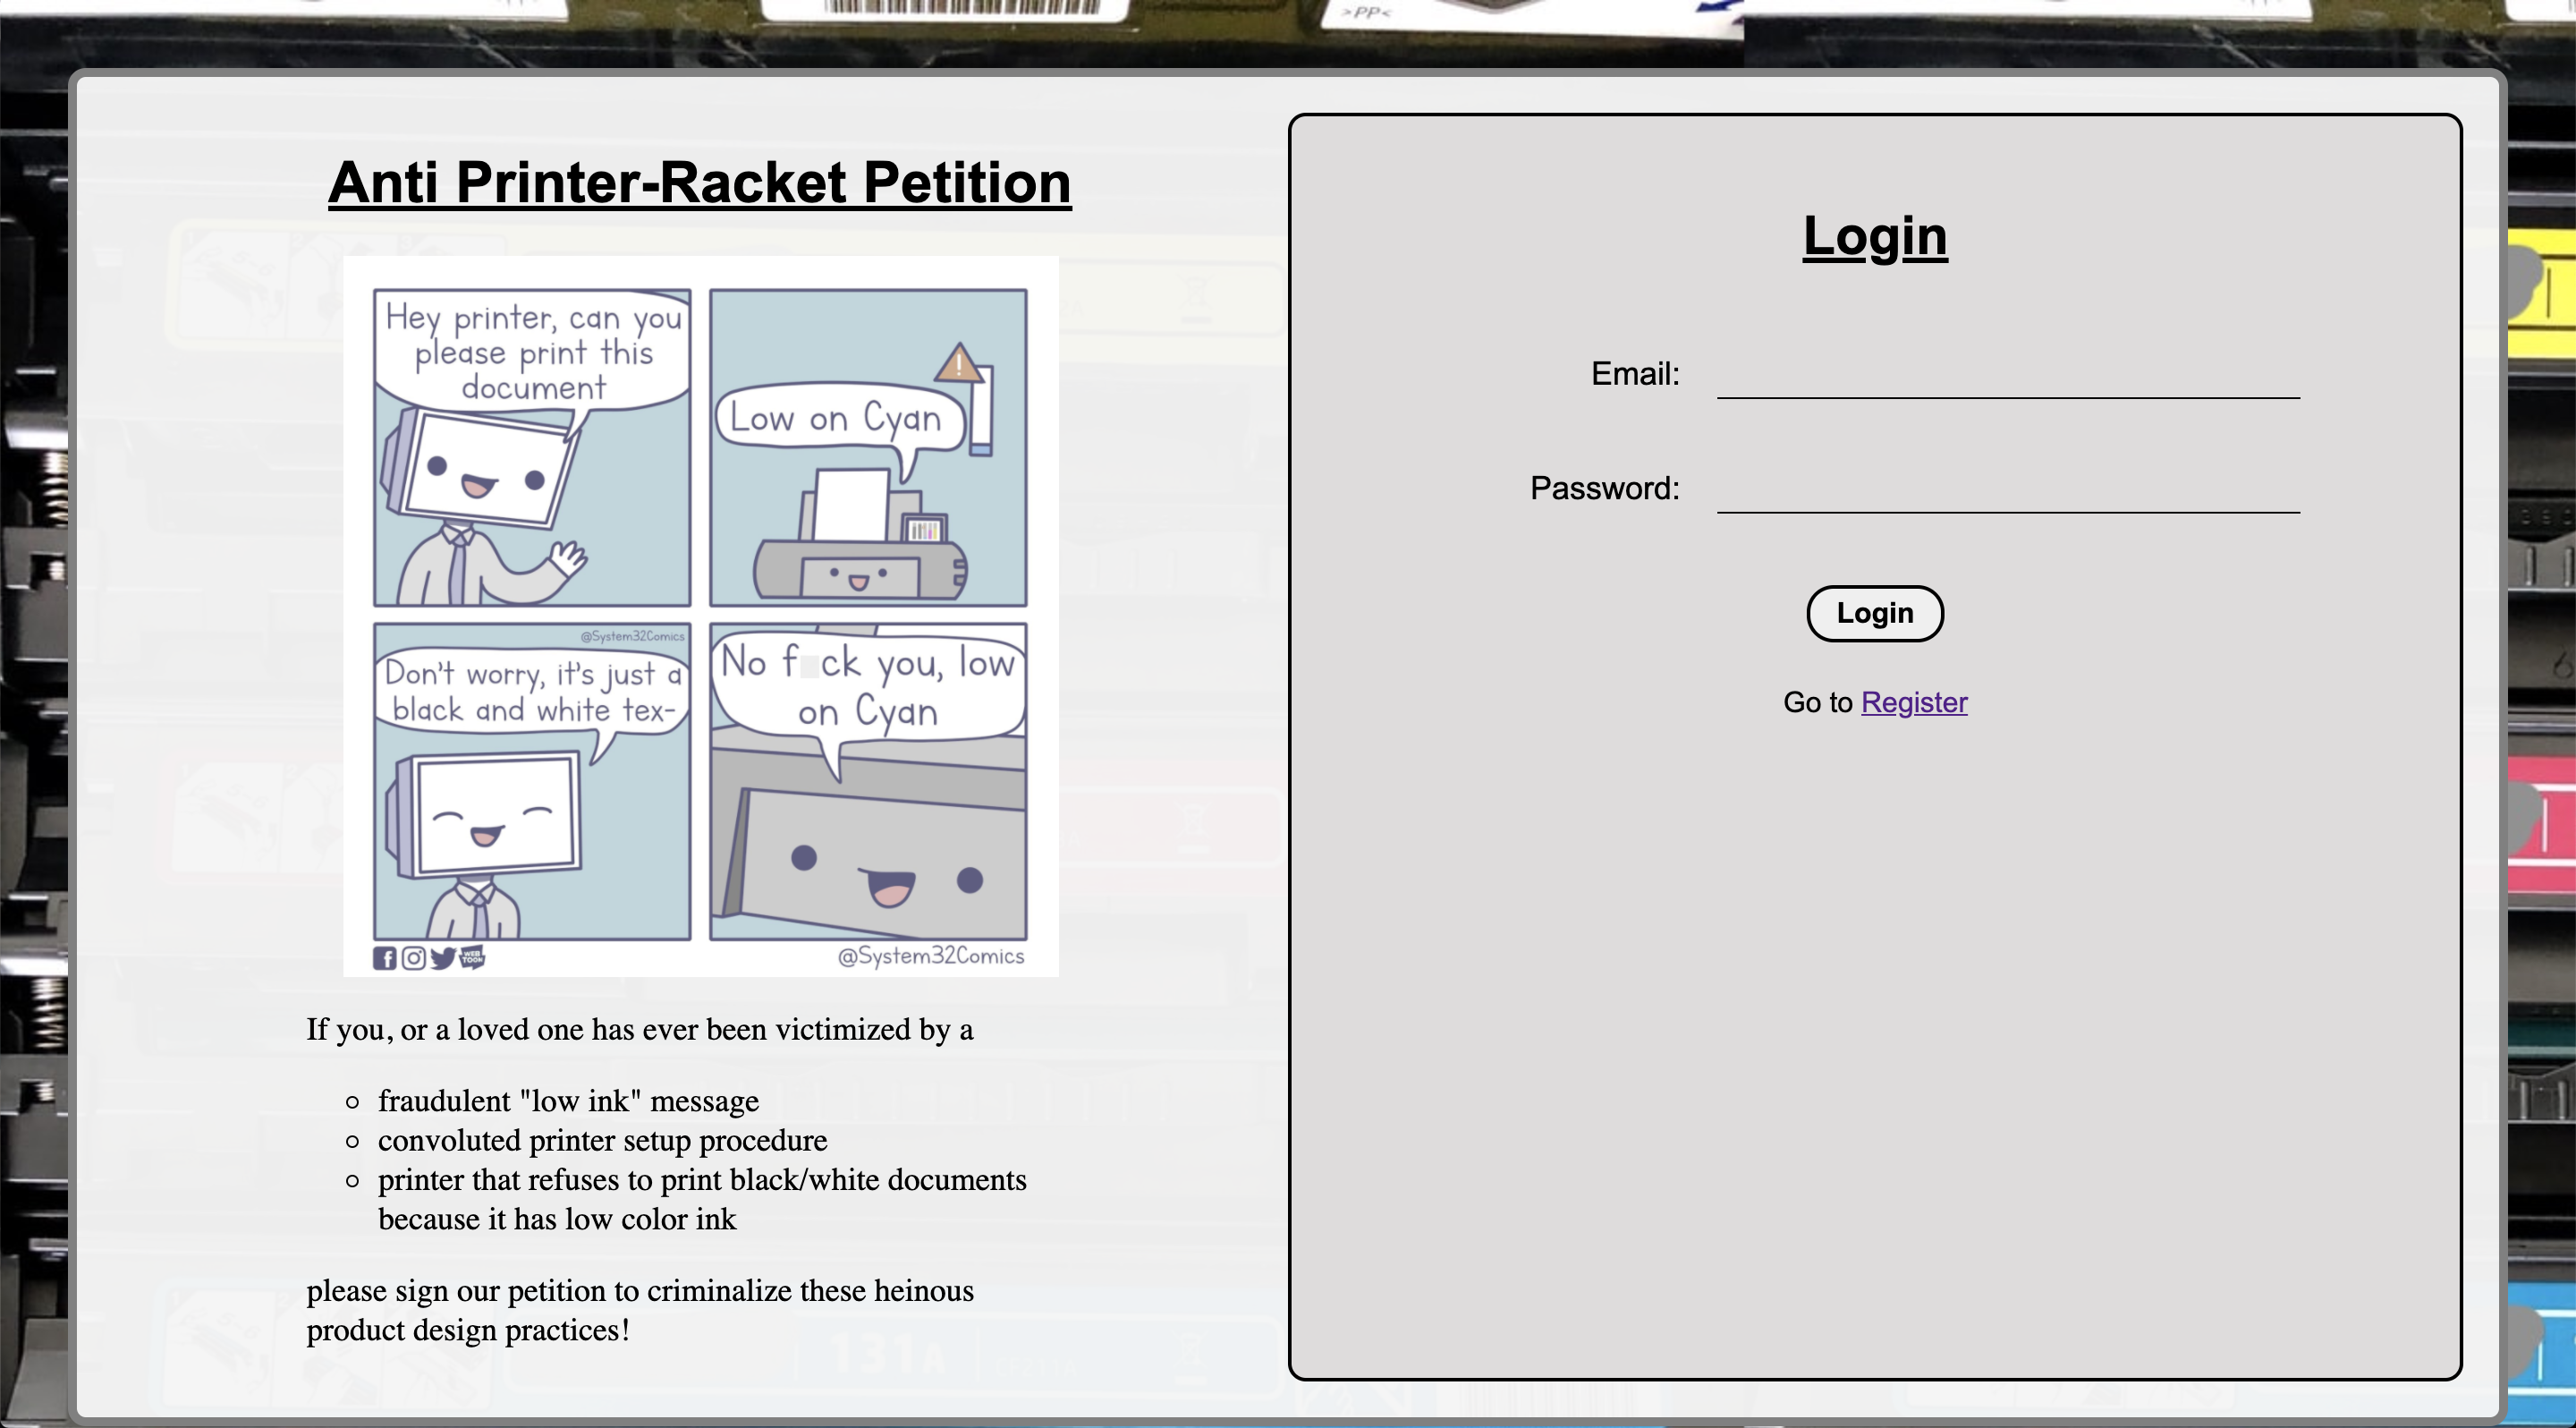 >PP<
Anti Printer-Racket Petition
Hey printer, can you
please print this
document
Low on Cyan
@System32Comics
Don't worry, it's just a
black and white tex-
No f ck you, low
on Cyan
WEB
TOON
@System32Comics
If you, or a loved one has ever been victimized by a
fraudulent "low ink" message
convoluted printer setup procedure
printer that refuses to print black/white documents
because it has low color ink
please sign our petition to criminalize these heinous
product design practices!
131A
Login
Email:
Password:
Login
Go to Register